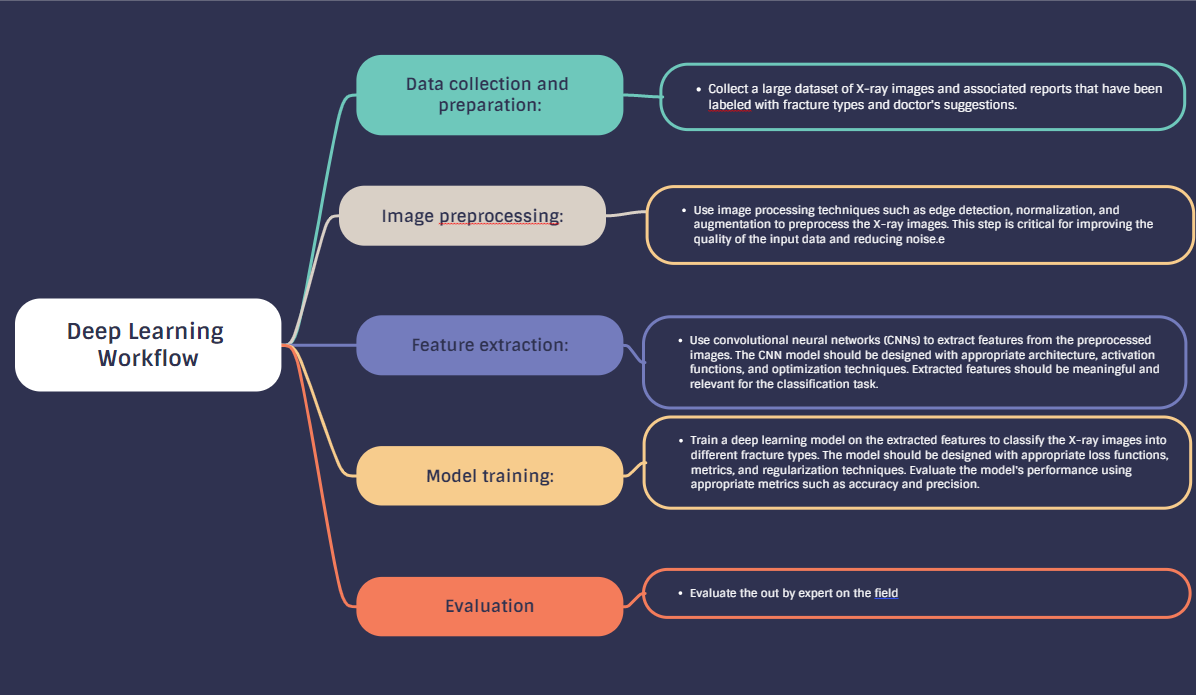 Deep Learning
Workflow
Data collection and
preparation:
• Collect a large dataset of X-ray images and associated reports that have been
labeled with fracture types and doctor's suggestions.
Image preprocessing:
• Use image processing techniques such as edge detection, normalization, and
augmentation to preprocess the X-ray images. This step is critical for improving the
quality of the input data and reducing noise.e
Feature extraction:
• Use convolutional neural networks (CNNs) to extract features from the preprocessed
images. The CNN model should be designed with appropriate architecture, activation
functions, and optimization techniques. Extracted features should be meaningful and
relevant for the classification task.
Model training:
• Train a deep learning model on the extracted features to classify the X-ray images into
different fracture types. The model should be designed with appropriate loss functions,
metrics, and regularization techniques. Evaluate the model's performance using
appropriate metrics such as accuracy and precision.
Evaluation
• Evaluate the out by expert on the field